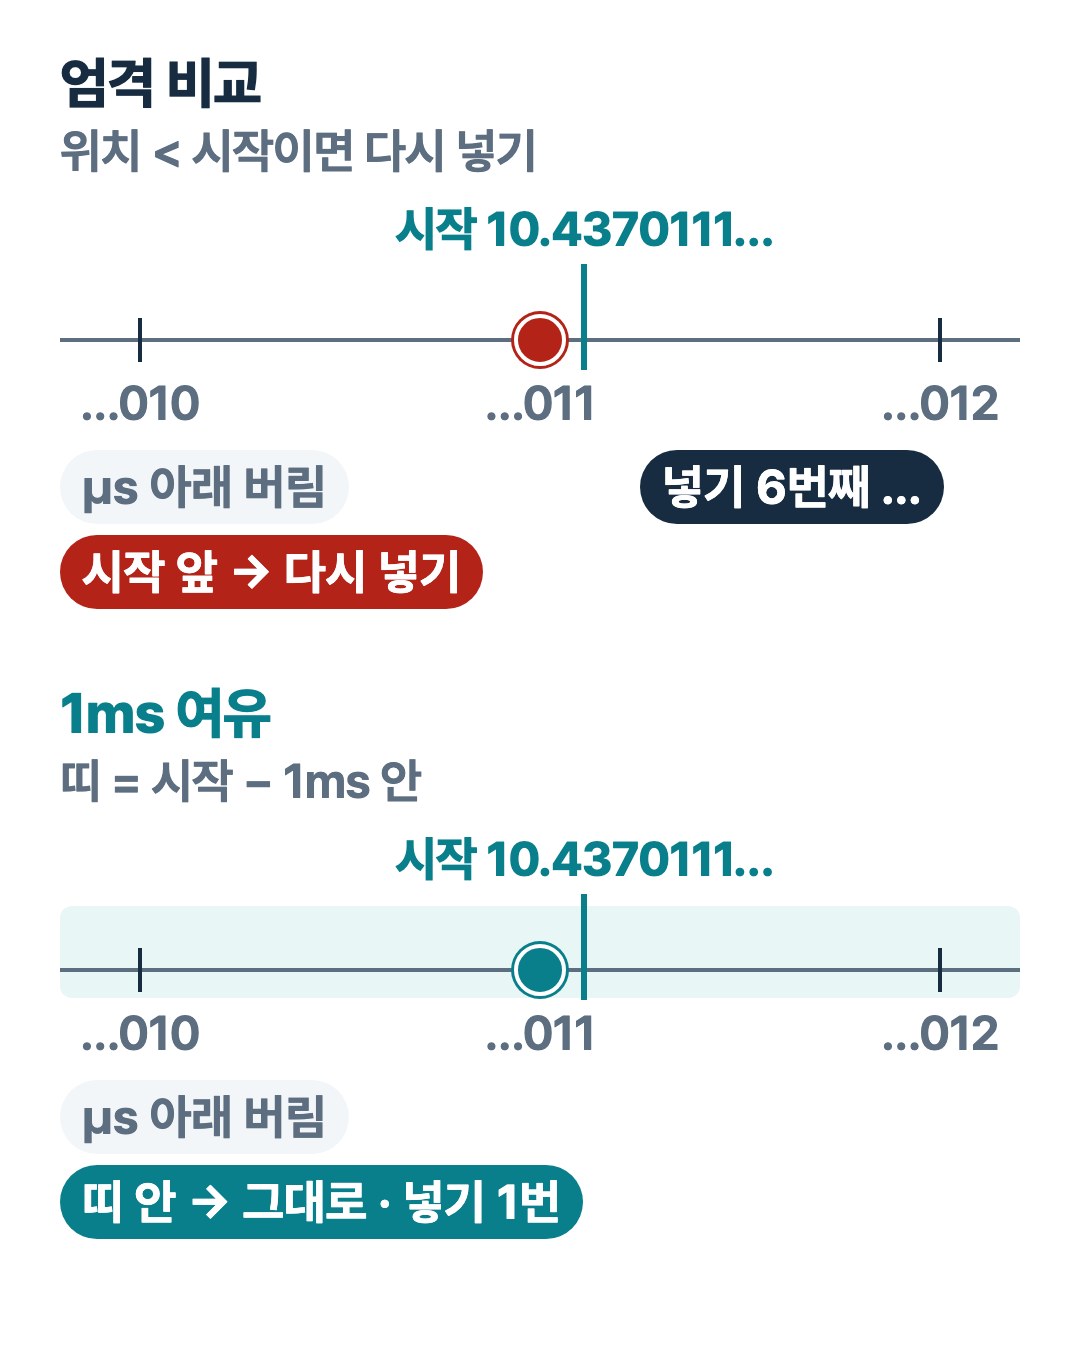 엄격 비교
위치 < 시작이면 다시 넣기
시작 10.4370111...
...010 ...011 ...012
µs 아래 버림 넣기 6번째 ...
시작 앞 → 다시 넣기
1ms 여유
띠 = 시작 − 1ms 안
시작 10.4370111...
...010 ...011 ...012
µs 아래 버림
띠 안 → 그대로 · 넣기 1번